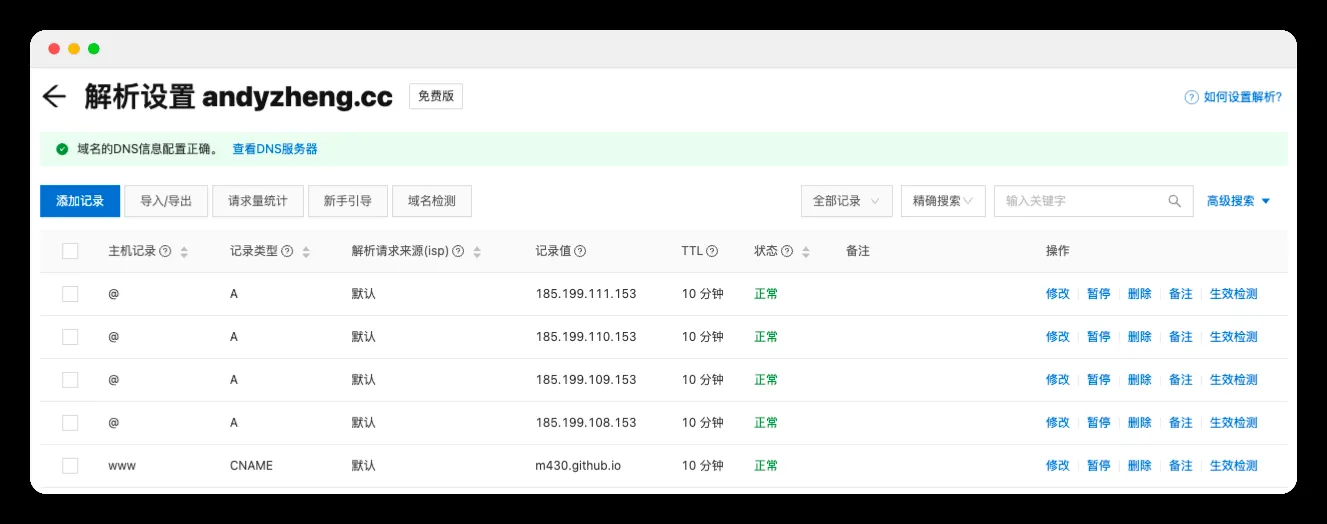 解析设置 andyzheng.cc 免费版 如何设置解析?
域名的DNS信息配置正确。 查看DNS服务器
添加记录 导入/导出 请求量统计 新手引导 域名检测 全部记录 精确搜索 输入关键字 高级搜索
主机记录 记录类型 解析请求来源(isp) 记录值 TTL 状态 备注 操作
@ A 默认 185.199.111.153 10 分钟 正常 修改 暂停 删除 备注 生效检测
@ A 默认 185.199.110.153 10 分钟 正常 修改 暂停 删除 备注 生效检测
@ A 默认 185.199.109.153 10 分钟 正常 修改 暂停 删除 备注 生效检测
@ A 默认 185.199.108.153 10 分钟 正常 修改 暂停 删除 备注 生效检测
www CNAME 默认 m430.github.io 10 分钟 正常 修改 暂停 删除 备注 生效检测